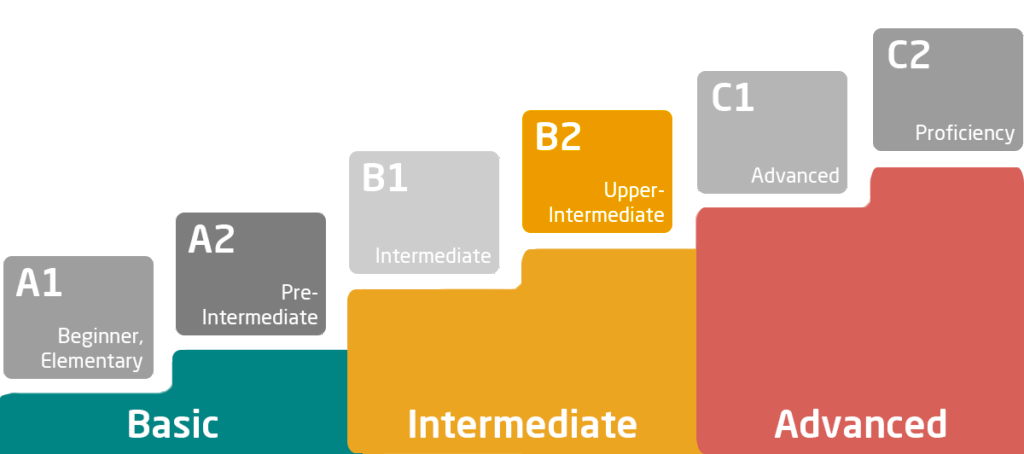 A1
Beginner,
Elementary
A2
Pre-
Intermediate
B1
Intermediate
B2
Upper-
Intermediate
C1
Advanced
C2
Proficiency
Basic
Intermediate
Advanced